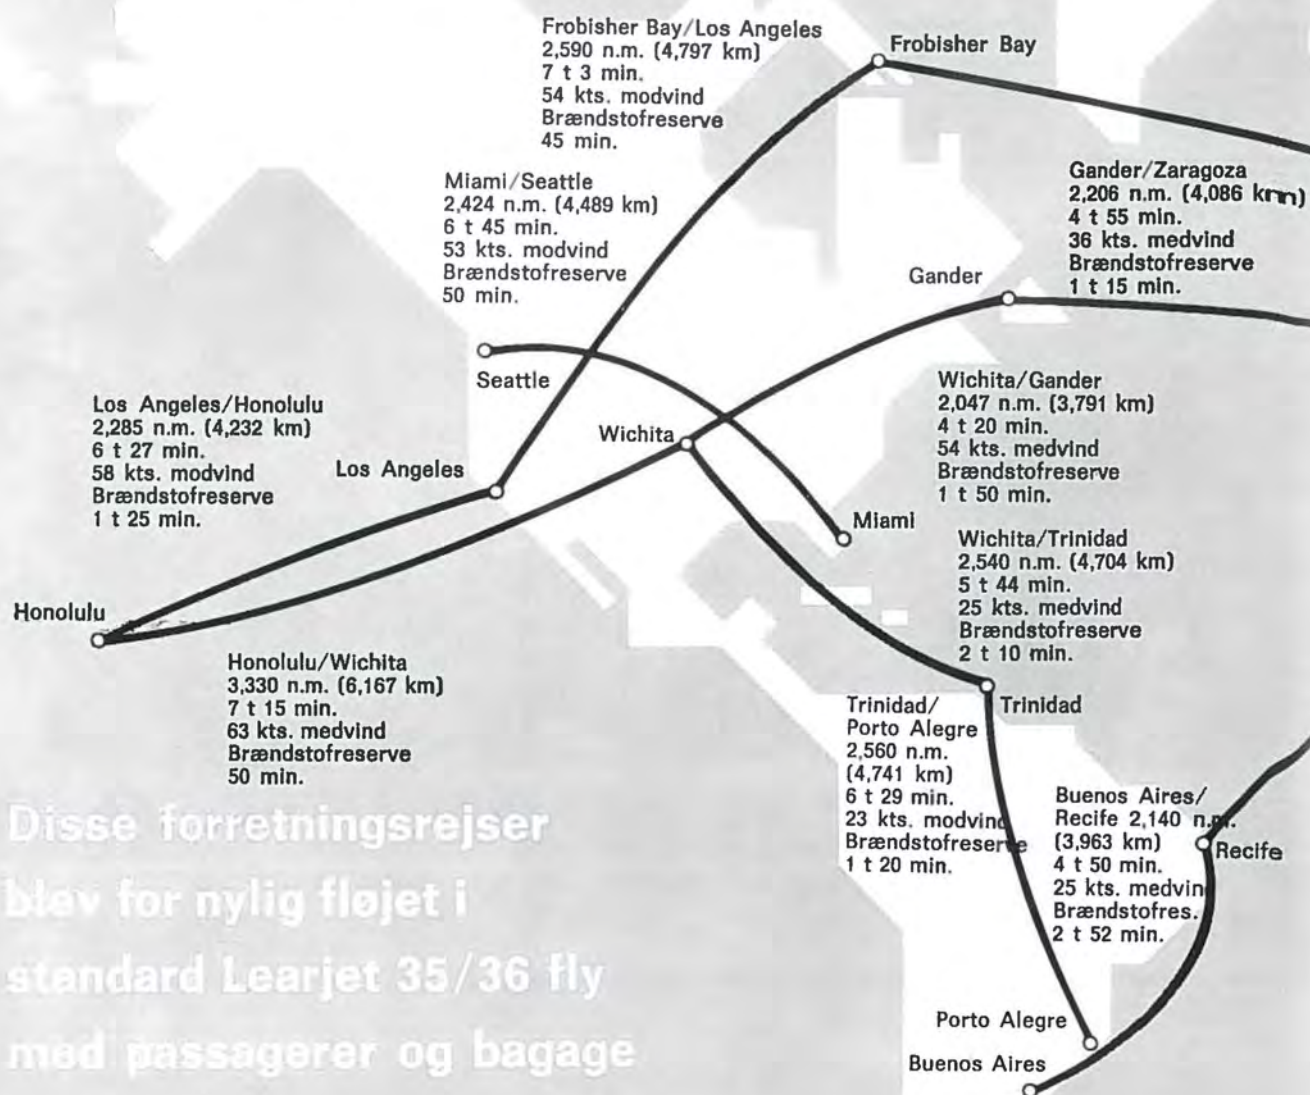 Frobisher Bay/Los Angeles
2,590 n.m. (4,797 km)
7 t 3 min.
54 kts. modvind
Brændstofreserve
45 min.
Frobisher Bay
Miami/Seattle
2,424 n.m. (4,489 km)
6 t 45 min.
53 kts. modvind
Brændstofreserve
50 min.
Gander/Zaragoza
2,206 n.m. (4,086 km)
4 t 55 min.
36 kts. medvind
Brændstofreserve
1 t 15 min.
Gander
Seattle
Wichita/Gander
2,047 n.m. (3,791 km)
4 t 20 min.
54 kts. medvind
Brændstofreserve
1 t 50 min.
Los Angeles/Honolulu
2,285 n.m. (4,232 km)
6 t 27 min.
58 kts. modvind
Brændstofreserve
1 t 25 min.
Los Angeles
Wichita
Miami
Wichita/Trinidad
2,540 n.m. (4,704 km)
5 t 44 min.
25 kts. medvind
Brændstofreserve
2 t 10 min.
Honolulu
Honolulu/Wichita
3,330 n.m. (6,167 km)
7 t 15 min.
63 kts. medvind
Brændstofreserve
50 min.
Trinidad
Trinidad/
Porto Alegre
2,560 n.m.
(4,741 km)
6 t 29 min.
23 kts. modvind
Brændstofreserve
1 t 20 min.
Buenos Aires/
Recife 2,140 n.m.
(3,963 km)
4 t 50 min.
25 kts. medvind
Brændstofres.
2 t 52 min.
Recife
Porto Alegre
Buenos Aires
Disse forretningsrejser
blev for nylig fløjet i
standard Learjet 35/36 fly
med passagerer og bagage